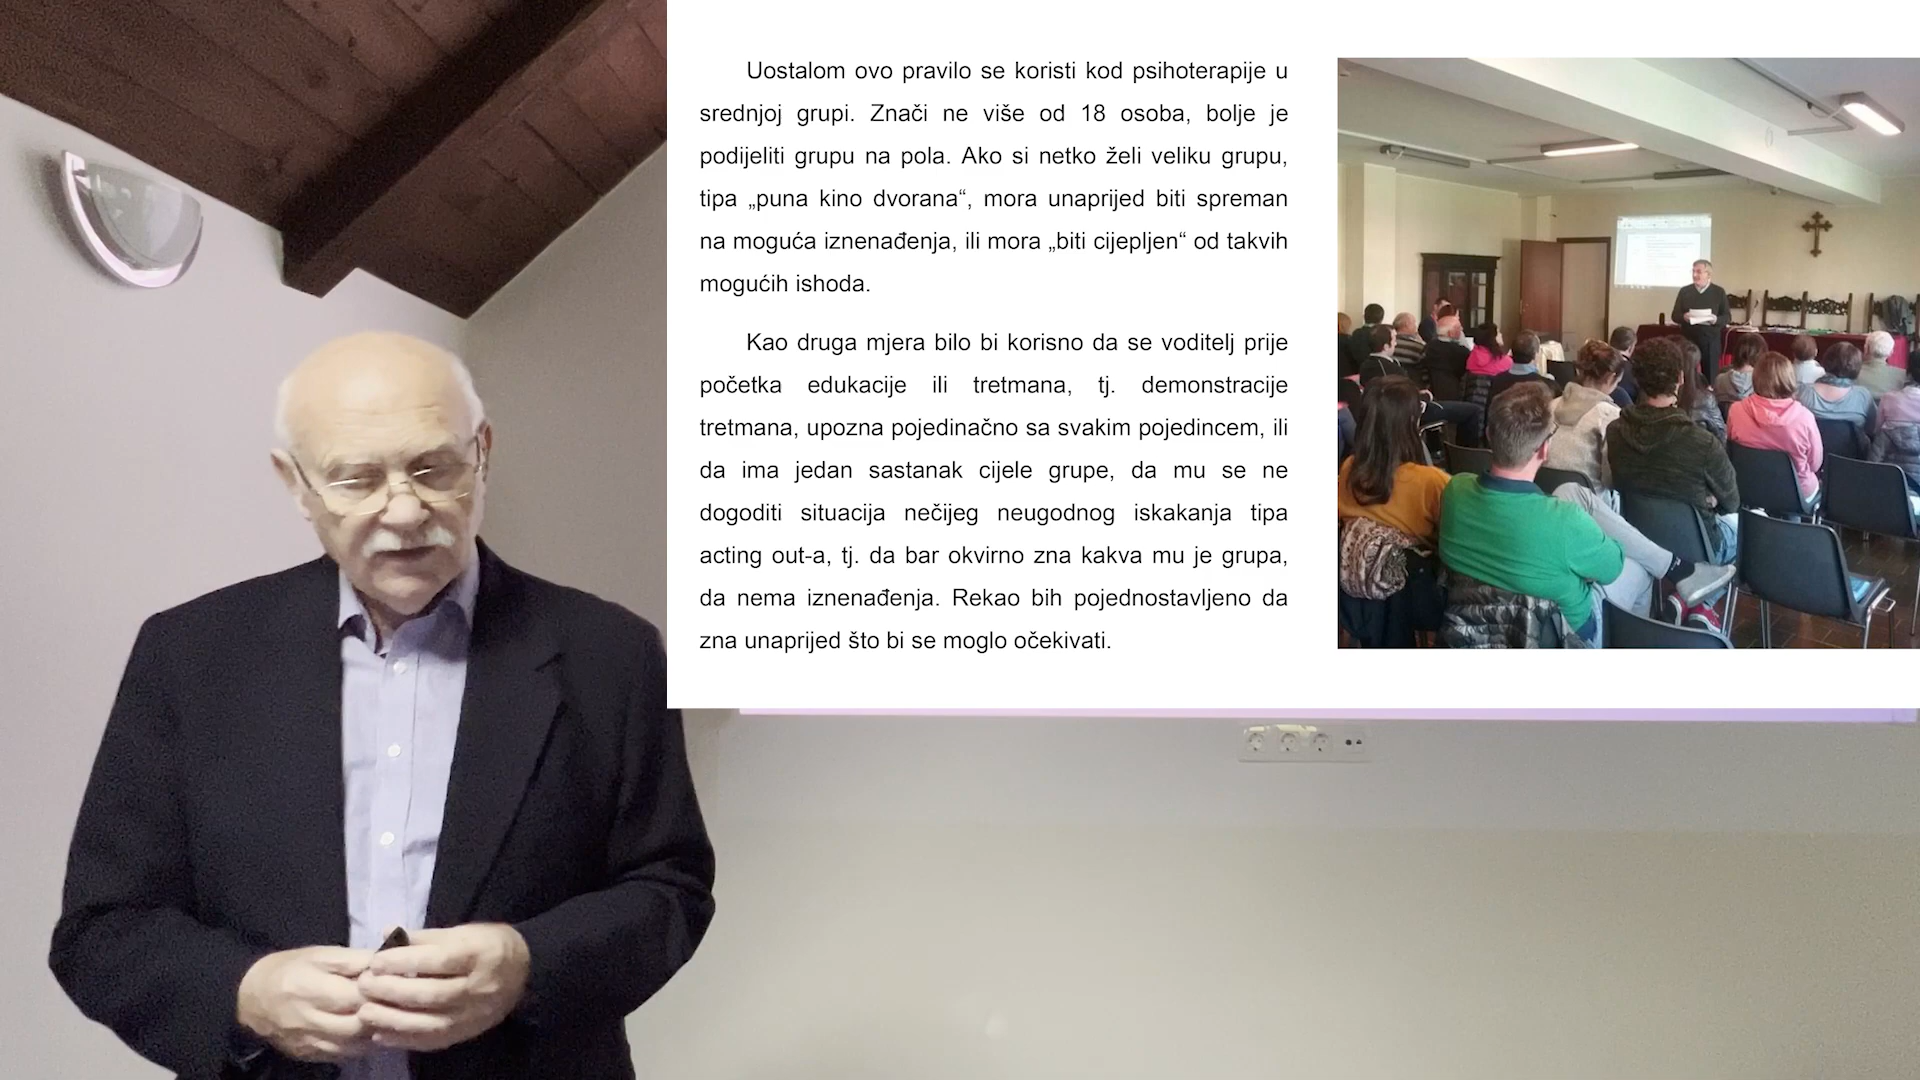 Uostalom ovo pravilo se koristi kod psihoterapije u
srednjoj grupi. Znači ne više od 18 osoba, bolje je
podijeliti grupu na pola. Ako si netko želi veliku grupu,
tipa „puna kino dvorana“, mora unaprijed biti spreman
na moguća iznenađenja, ili mora „biti cijepljen“ od takvih
mogućih ishoda.
Kao druga mjera bilo bi korisno da se voditelj prije
početka edukacije ili tretmana, tj. demonstracije
tretmana, upozna pojedinačno sa svakim pojedincem, ili
da ima jedan sastanak cijele grupe, da mu se ne
dogoditi situacija nečijeg neugodnog iskakanja tipa
acting out-a, tj. da bar okvirno zna kakva mu je grupa,
da nema iznenađenja. Rekao bih pojednostavljeno da
zna unaprijed što bi se moglo očekivati.